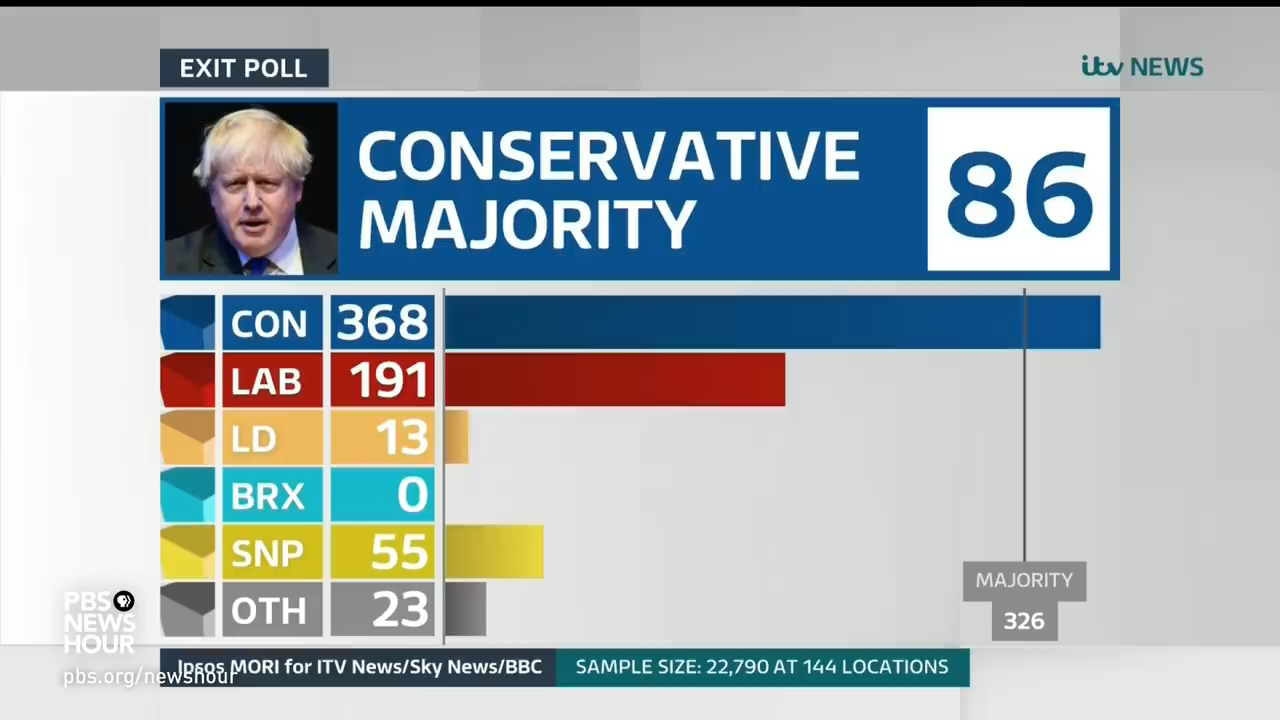 EXIT POLL
itv NEWS
CONSERVATIVE
MAJORITY
86
CON 368
LAB 191
LD 13
BRX 0
SNP 55
OTH 23
MAJORITY
326
PBS
NEWS
HOUR
Ipsos MORI for ITV News/Sky News/BBC
SAMPLE SIZE: 22,790 AT 144 LOCATIONS
pbs.org/newshour